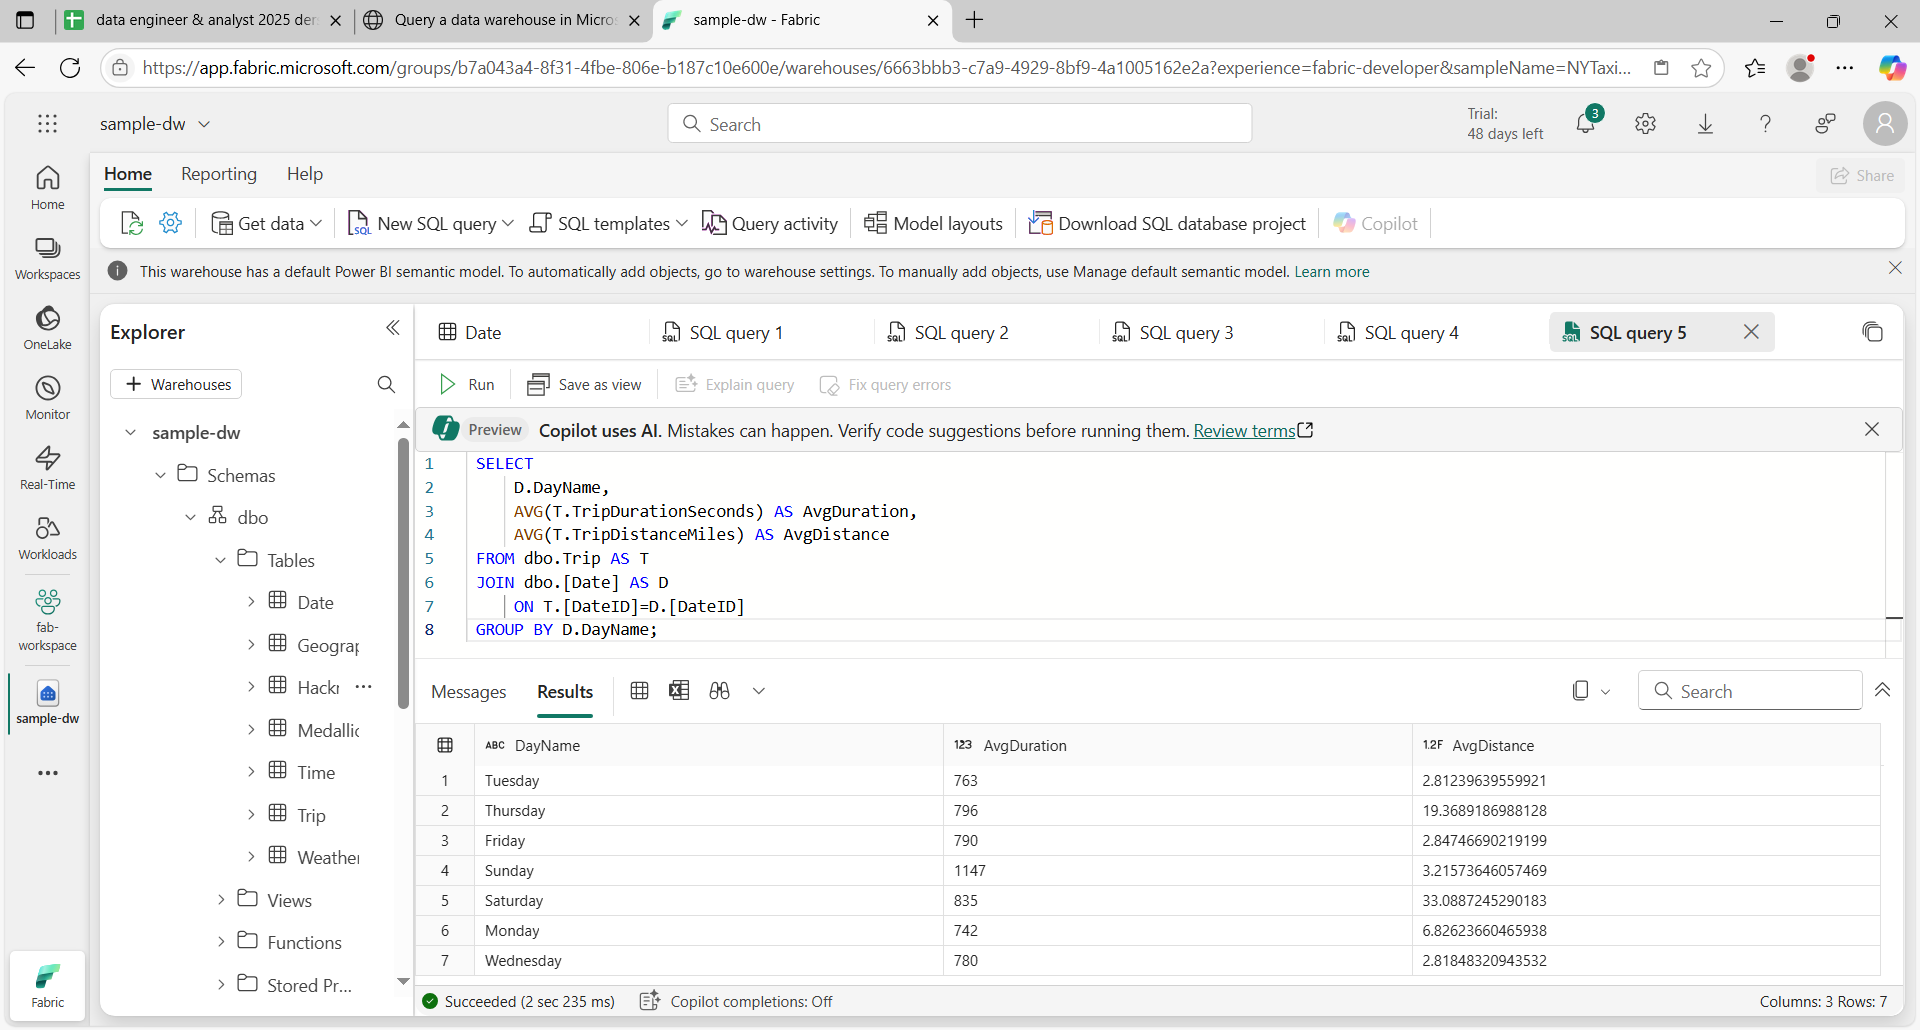 data engineer & analyst 2025 der
Query a data warehouse in Micros
sample-dw - Fabric
https://app.fabric.microsoft.com/groups/b7a043a4-8f31-4fbe-806e-b187c10e600e/warehouses/6663bbb3-c7a9-4929-8bf9-4a1005162e2a?experience=fabric-developer&sampleName=NYTaxi...
sample-dw
Search
Trial:
48 days left
3
Home
Workspaces
OneLake
Monitor
Real-Time
Workloads
fab-
workspace
sample-dw
Fabric
Home
Reporting
Help
Share
Get data
New SQL query
SQL templates
Query activity
Model layouts
Download SQL database project
Copilot
This warehouse has a default Power BI semantic model. To automatically add objects, go to warehouse settings. To manually add objects, use Manage default semantic model. Learn more
Explorer
+ Warehouses
sample-dw
Schemas
dbo
Tables
Date
Geograp
Hackr
Medallic
Time
Trip
Weather
Views
Functions
Stored Pr...
Date
SQL query 1
SQL query 2
SQL query 3
SQL query 4
SQL query 5
Run
Save as view
Explain query
Fix query errors
Preview
Copilot uses AI. Mistakes can happen. Verify code suggestions before running them. Review terms
1 SELECT
2 D.DayName,
3 AVG(T.TripDurationSeconds) AS AvgDuration,
4 AVG(T.TripDistanceMiles) AS AvgDistance
5 FROM dbo.Trip AS T
6 JOIN dbo.[Date] AS D
7 ON T.[DateID]=D.[DateID]
8 GROUP BY D.DayName;
Messages
Results
Search
ABC DayName 123 AvgDuration 1.2F AvgDistance
1 Tuesday 763 2.81239639559921
2 Thursday 796 19.3689186988128
3 Friday 790 2.84746690219199
4 Sunday 1147 3.21573646057469
5 Saturday 835 33.0887245290183
6 Monday 742 6.82623660465938
7 Wednesday 780 2.81848320943532
Succeeded (2 sec 235 ms)
Copilot completions: Off
Columns: 3 Rows: 7